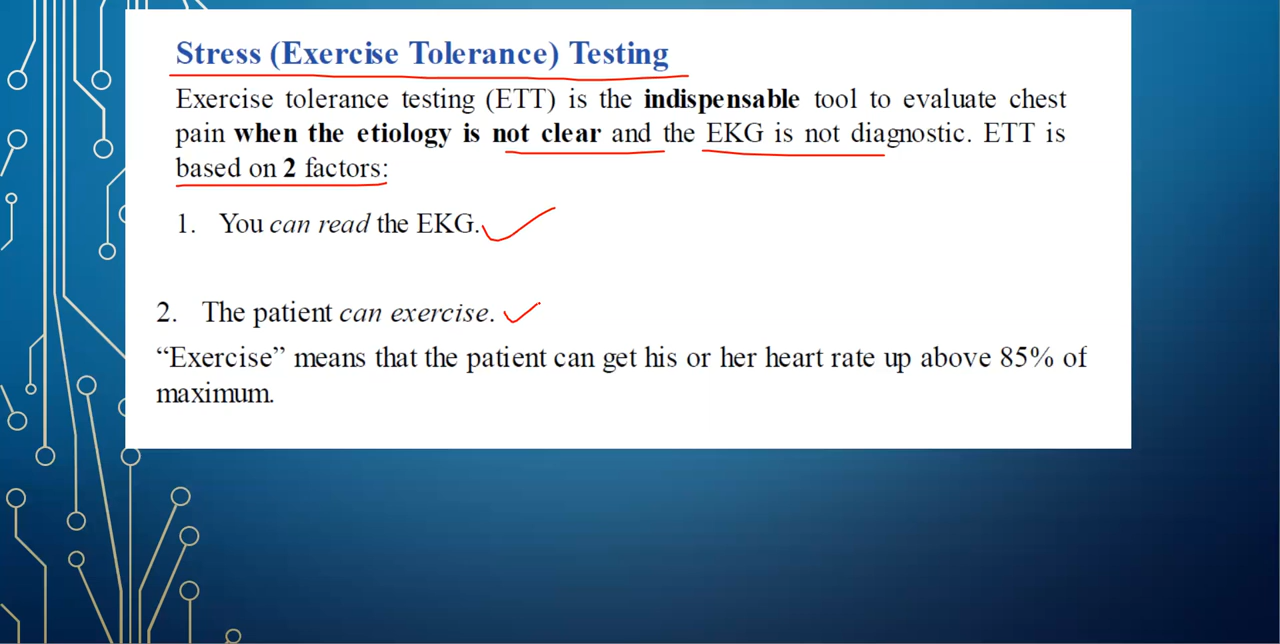 Stress (Exercise Tolerance) Testing
Exercise tolerance testing (ETT) is the indispensable tool to evaluate chest
pain when the etiology is not clear and the EKG is not diagnostic. ETT is
based on 2 factors:
1. You can read the EKG.
2. The patient can exercise.
“Exercise” means that the patient can get his or her heart rate up above 85% of
maximum.